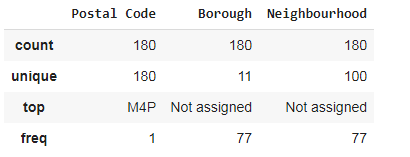 Postal Code Borough Neighbourhood
count 180 180 180
unique 180 11 100
top M4P Not assigned Not assigned
freq 1 77 77